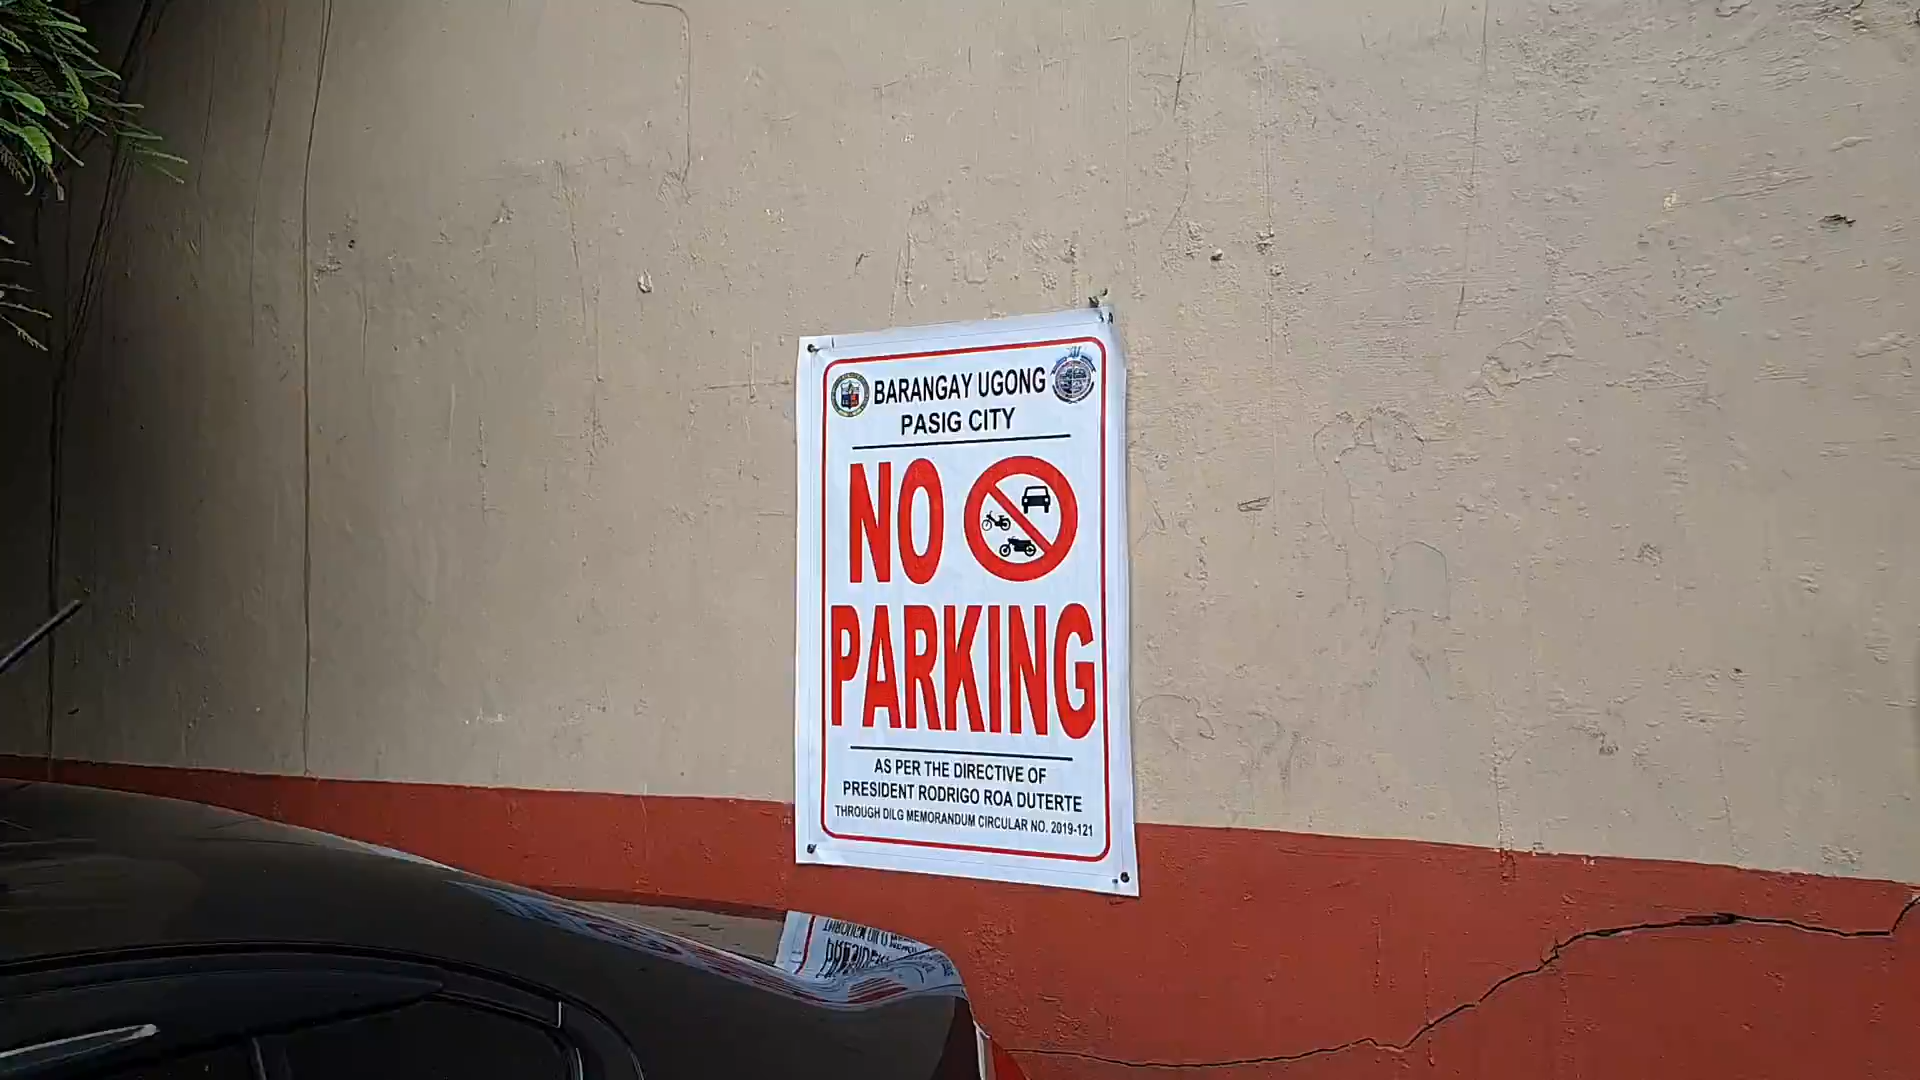 BARANGAY UGONG
PASIG CITY
NO
PARKING
AS PER THE DIRECTIVE OF
PRESIDENT RODRIGO ROA DUTERTE
THROUGH DILG MEMORANDUM CIRCULAR NO. 2019-121